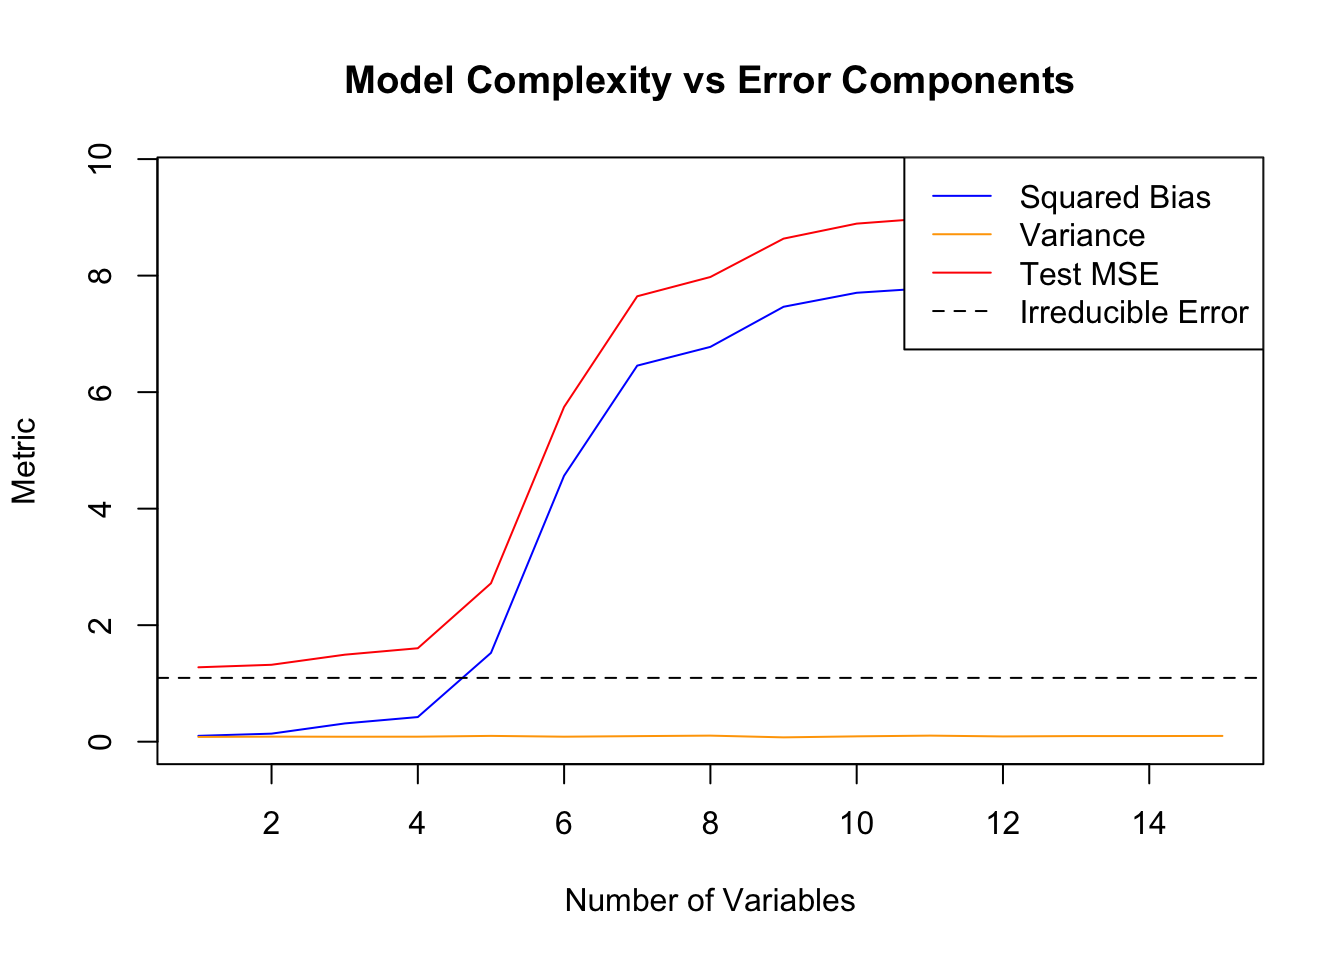 Model Complexity vs Error Components
10
8
6
4
2
0
Metric
Squared Bias
Variance
Test MSE
Irreducible Error
2 4 6 8 10 12 14
Number of Variables